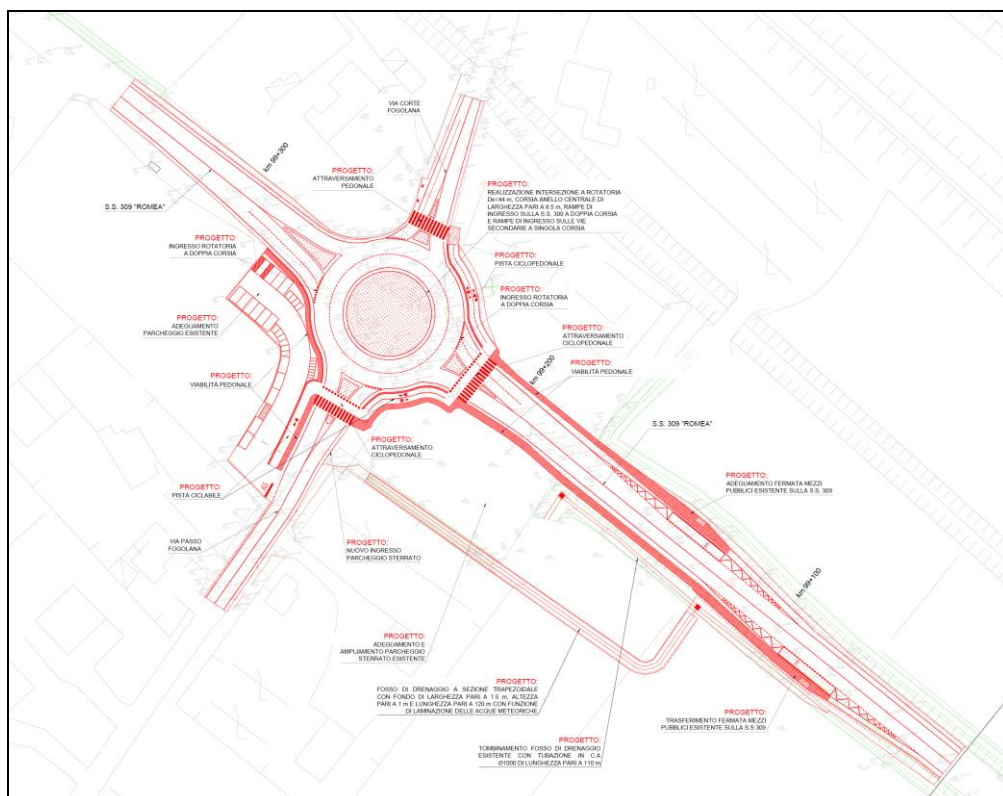 VIA CORTE
FOGOLANA
km 99+300
PROGETTO:
ATTRAVERSAMENTO
PEDONALE
PROGETTO:
REALIZZAZIONE INTERSEZIONE A ROTATORIA
De=44 m, CORSIA ANELLO CENTRALE DI
LARGHEZZA PARI A 8.5 m, RAMPE DI
INGRESSO SULLA S.S. 309 A DOPPIA CORSIA
E RAMPE DI INGRESSO SULLE VIE
SECONDARIE A SINGOLA CORSIA
S.S. 309 "ROMEA"
PROGETTO:
INGRESSO ROTATORIA
A DOPPIA CORSIA
PROGETTO:
PISTA CICLOPEDONALE
PROGETTO:
INGRESSO ROTATORIA
A DOPPIA CORSIA
PROGETTO:
ADEGUAMENTO
PARCHEGGIO ESISTENTE
PROGETTO:
ATTRAVERSAMENTO
CICLOPEDONALE
km 99+200
PROGETTO:
VIABILITÀ PEDONALE
PROGETTO:
VIABILITÀ PEDONALE
S.S. 309 "ROMEA"
PROGETTO:
ATTRAVERSAMENTO
CICLOPEDONALE
PROGETTO:
PISTA CICLABILE
PROGETTO:
ADEGUAMENTO FERMATA MEZZI
PUBBLICI ESISTENTE SULLA S.S. 309
VIA PASSO
FOGOLANA
PROGETTO:
NUOVO INGRESSO
PARCHEGGIO STERRATO
km 99+100
PROGETTO:
ADEGUAMENTO E
AMPLIAMENTO PARCHEGGIO
STERRATO ESISTENTE
PROGETTO:
FOSSO DI DRENAGGIO A SEZIONE TRAPEZOIDALE
CON FONDO DI LARGHEZZA PARI A 1.5 m, ALTEZZA
PARI A 1 m E LUNGHEZZA PARI A 120 m CON FUNZIONE
DI LAMINAZIONE DELLE ACQUE METEORICHE
PROGETTO:
TRASFERIMENTO FERMATA MEZZI
PUBBLICI ESISTENTE SULLA S.S 309
PROGETTO:
TOMBINAMENTO FOSSO DI DRENAGGIO
ESISTENTE CON TUBAZIONE IN C.A
Ø1000 DI LUNGHEZZA PARI A 110 m